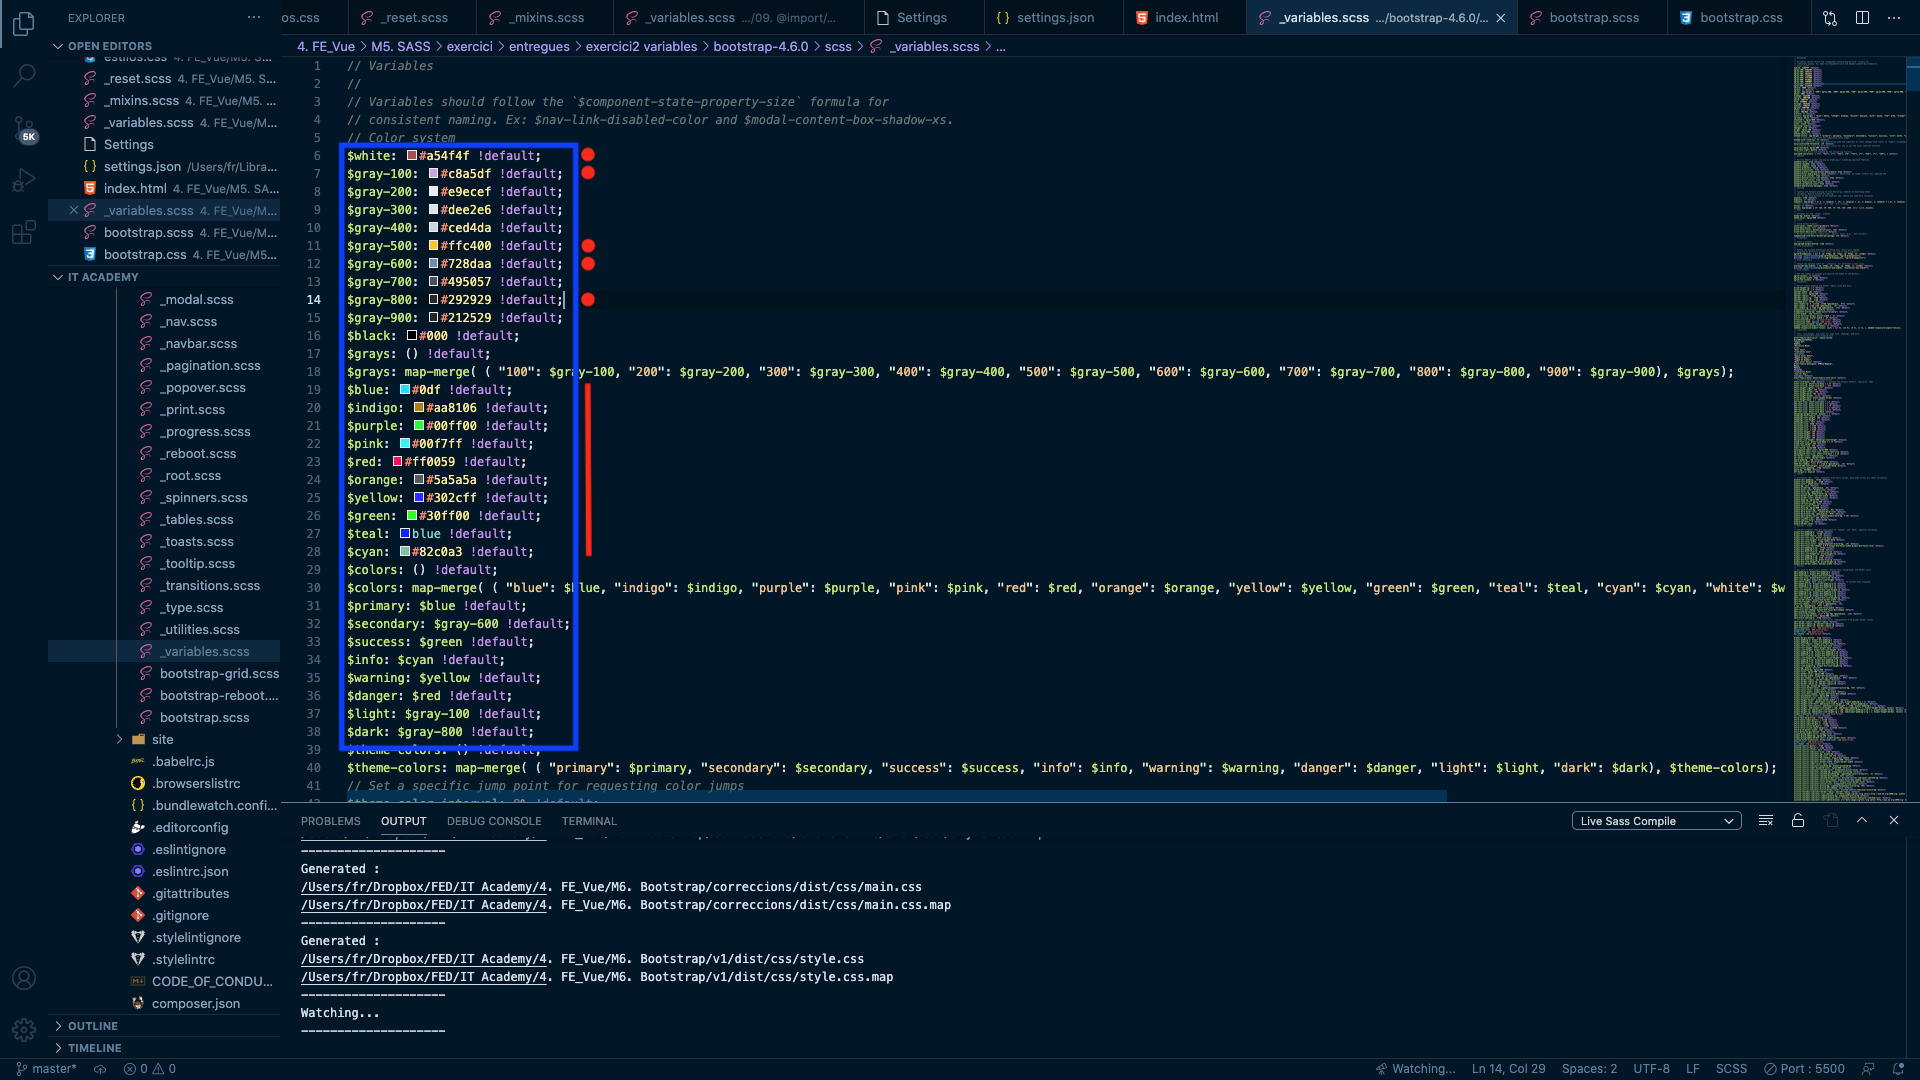 EXPLORER
os.css
_reset.scss
_mixins.scss
_variables.scss .../09. @import/...
Settings
settings.json
index.html
_variables.scss .../bootstrap-4.6.0/...
bootstrap.scss
bootstrap.css
OPEN EDITORS
_reset.scss 4. FE_Vue/M5. S...
_mixins.scss 4. FE_Vue/M5. ...
_variables.scss 4. FE_Vue/M...
Settings
settings.json /Users/fr/Libra...
index.html 4. FE_Vue/M5. SA...
_variables.scss 4. FE_Vue/M...
bootstrap.scss 4. FE_Vue/M...
bootstrap.css 4. FE_Vue/M5...
5K
IT ACADEMY
_modal.scss
_nav.scss
_navbar.scss
_pagination.scss
_popover.scss
_print.scss
_progress.scss
_reboot.scss
_root.scss
_spinners.scss
_tables.scss
_toasts.scss
_tooltip.scss
_transitions.scss
_type.scss
_utilities.scss
_variables.scss
bootstrap-grid.scss
bootstrap-reboot....
bootstrap.scss
site
.babelrc.js
.browserslistrc
.bundlewatch.confi...
.editorconfig
.eslintignore
.eslintrc.json
.gitattributes
.gitignore
.stylelintignore
.stylelintrc
CODE_OF_CONDU...
composer.json
OUTLINE
TIMELINE
4. FE_Vue > M5. SASS > exercici > entregues > exercici2 variables > bootstrap-4.6.0 > scss > _variables.scss > ...
1 // Variables
2 //
3 // Variables should follow the `$component-state-property-size` formula for
4 // consistent naming. Ex: $nav-link-disabled-color and $modal-content-box-shadow-xs.
5 // Color system
6 $white: #a54f4f !default;
7 $gray-100: #c8a5df !default;
8 $gray-200: #e9ecef !default;
9 $gray-300: #dee2e6 !default;
10 $gray-400: #ced4da !default;
11 $gray-500: #ffc400 !default;
12 $gray-600: #728daa !default;
13 $gray-700: #495057 !default;
14 $gray-800: #292929 !default;
15 $gray-900: #212529 !default;
16 $black: #000 !default;
17 $grays: () !default;
18 $grays: map-merge( ( "100": $gray-100, "200": $gray-200, "300": $gray-300, "400": $gray-400, "500": $gray-500, "600": $gray-600, "700": $gray-700, "800": $gray-800, "900": $gray-900), $grays);
19 $blue: #0df !default;
20 $indigo: #aa8106 !default;
21 $purple: #00ff00 !default;
22 $pink: #00f7ff !default;
23 $red: #ff0059 !default;
24 $orange: #5a5a5a !default;
25 $yellow: #302cff !default;
26 $green: #30ff00 !default;
27 $teal: blue !default;
28 $cyan: #82c0a3 !default;
29 $colors: () !default;
30 $colors: map-merge( ( "blue": $blue, "indigo": $indigo, "purple": $purple, "pink": $pink, "red": $red, "orange": $orange, "yellow": $yellow, "green": $green, "teal": $teal, "cyan": $cyan, "white": $w
31 $primary: $blue !default;
32 $secondary: $gray-600 !default;
33 $success: $green !default;
34 $info: $cyan !default;
35 $warning: $yellow !default;
36 $danger: $red !default;
37 $light: $gray-100 !default;
38 $dark: $gray-800 !default;
39 $theme-colors: () !default;
40 $theme-colors: map-merge( ( "primary": $primary, "secondary": $secondary, "success": $success, "info": $info, "warning": $warning, "danger": $danger, "light": $light, "dark": $dark), $theme-colors);
41 // Set a specific jump point for requesting color jumps
PROBLEMS OUTPUT DEBUG CONSOLE TERMINAL
Live Sass Compile
--------------------
Generated :
/Users/fr/Dropbox/FED/IT Academy/4. FE_Vue/M6. Bootstrap/correccions/dist/css/main.css
/Users/fr/Dropbox/FED/IT Academy/4. FE_Vue/M6. Bootstrap/correccions/dist/css/main.css.map
--------------------
Generated :
/Users/fr/Dropbox/FED/IT Academy/4. FE_Vue/M6. Bootstrap/v1/dist/css/style.css
/Users/fr/Dropbox/FED/IT Academy/4. FE_Vue/M6. Bootstrap/v1/dist/css/style.css.map
--------------------
Watching...
--------------------
master* 0 0
Watching... Ln 14, Col 29 Spaces: 2 UTF-8 LF SCSS Port : 5500